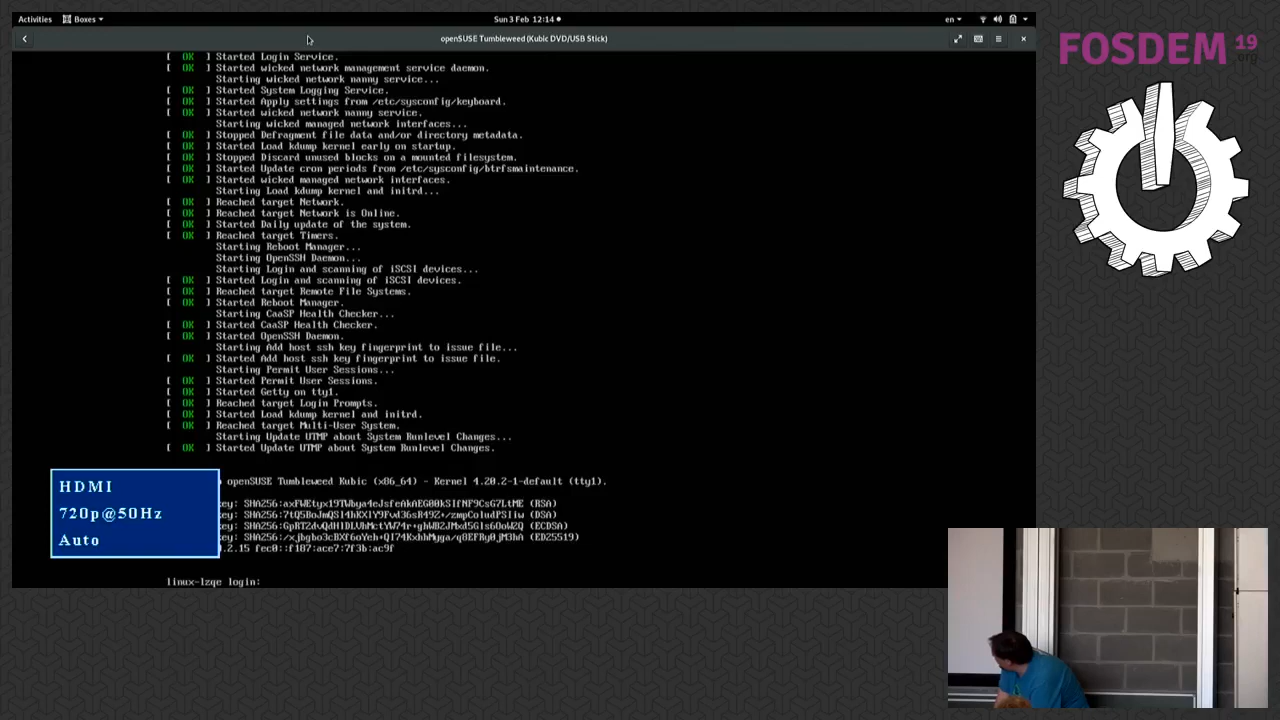 Activities Boxes Sun 3 Feb 12:14 en
openSUSE Tumbleweed (Kubic DVD/USB Stick)
FOSDEM 19 .org
[ OK ] Started Login Service.
[ OK ] Started wicked network management service daemon.
Starting wicked network nanny service...
[ OK ] Started System Logging Service.
[ OK ] Started Apply settings from /etc/sysconfig/keyboard.
[ OK ] Started wicked network nanny service.
Starting wicked managed network interfaces...
[ OK ] Stopped Defragment file data and/or directory metadata.
[ OK ] Started Load kdump kernel early on startup.
[ OK ] Stopped Discard unused blocks on a mounted filesystem.
[ OK ] Started Update cron periods from /etc/sysconfig/btrfsmaintenance.
[ OK ] Started wicked managed network interfaces.
Starting Load kdump kernel and initrd...
[ OK ] Reached target Network.
[ OK ] Reached target Network is Online.
[ OK ] Started Daily update of the system.
[ OK ] Reached target Timers.
Starting Reboot Manager...
Starting OpenSSH Daemon...
Starting Login and scanning of iSCSI devices...
[ OK ] Started Login and scanning of iSCSI devices.
[ OK ] Reached target Remote File Systems.
[ OK ] Started Reboot Manager.
Starting CaaSP Health Checker...
[ OK ] Started CaaSP Health Checker.
[ OK ] Started OpenSSH Daemon.
Starting Add host ssh key fingerprint to issue file...
[ OK ] Started Add host ssh key fingerprint to issue file.
Starting Permit User Sessions...
[ OK ] Started Permit User Sessions.
[ OK ] Started Getty on tty1.
[ OK ] Reached target Login Prompts.
[ OK ] Started Load kdump kernel and initrd.
[ OK ] Reached target Multi-User System.
Starting Update UTMP about System Runlevel Changes...
[ OK ] Started Update UTMP about System Runlevel Changes.
openSUSE Tumbleweed Kubic (x86_64) - Kernel 4.20.2-1-default (tty1).
(RSA)
(DSA)
(ECDSA)
(ED25519)
.2.15 fec0::f187:ace7:7f3b:ac9f
HDMI
720p@50Hz
Auto
linux-lzqe login: